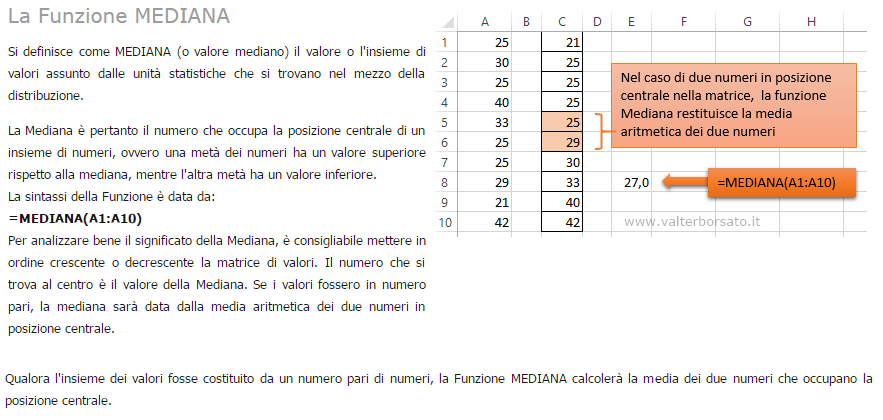 La Funzione MEDIANA
Si definisce come MEDIANA (o valore mediano) il valore o l'insieme di
valori assunto dalle unità statistiche che si trovano nel mezzo della
distribuzione.
La Mediana è pertanto il numero che occupa la posizione centrale di un
insieme di numeri, ovvero una metà dei numeri ha un valore superiore
rispetto alla mediana, mentre l'altra metà ha un valore inferiore.
La sintassi della Funzione è data da:
=MEDIANA(A1:A10)
Per analizzare bene il significato della Mediana, è consigliabile mettere in
ordine crescente o decrescente la matrice di valori. Il numero che si
trova al centro è il valore della Mediana. Se i valori fossero in numero
pari, la mediana sarà data dalla media aritmetica dei due numeri in
posizione centrale.
A B C D E F G H
1 25 21
2 30 25
3 25 25
4 40 25
5 33 25
6 25 29
7 25 30
8 29 33 27,0 =MEDIANA(A1:A10)
9 21 40
10 42 42
Nel caso di due numeri in posizione
centrale nella matrice, la funzione
Mediana restituisce la media
aritmetica dei due numeri
www.valterborsato.it
Qualora l'insieme dei valori fosse costituito da un numero pari di numeri, la Funzione MEDIANA calcolerà la media dei due numeri che occupano la
posizione centrale.